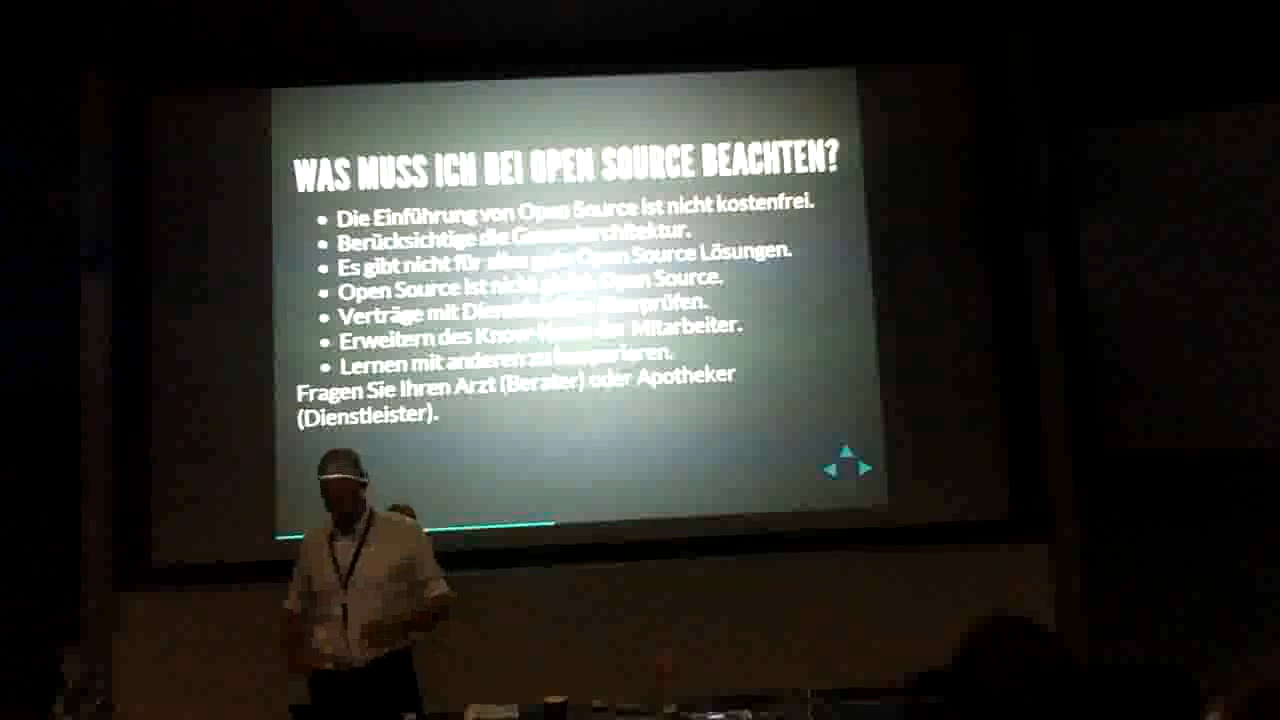 WAS MUSS ICH BEI OPEN SOURCE BEACHTEN?
Die Einführung von Open Source ist nicht kostenfrei.
Berücksichtige die Gesamtarchitektur.
Es gibt nicht für alles gute Open Source Lösungen.
Open Source ist nicht gleich Open Source.
Verträge mit Dienstleistern überprüfen.
Erweitern des Know-Hows der Mitarbeiter.
Lernen mit anderen zu kooperieren.
Fragen Sie Ihren Arzt (Berater) oder Apotheker
(Dienstleister).